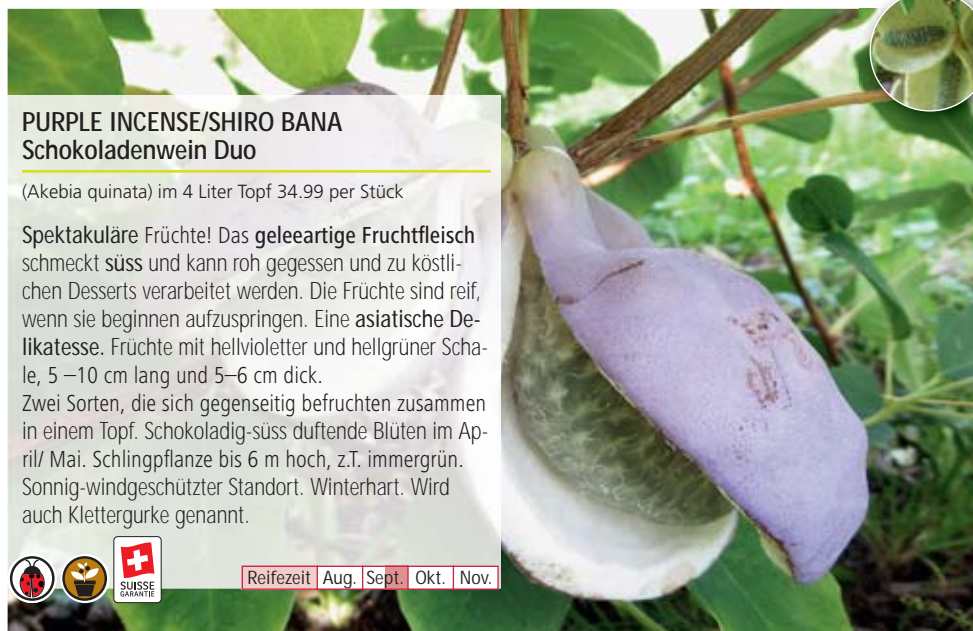 PURPLE INCENSE/SHIRO BANA
Schokoladenwein Duo
(Akebia quinata) im 4 Liter Topf 34.99 per Stück
Spektakuläre Früchte! Das geleeartige Fruchtfleisch
schmeckt süss und kann roh gegessen und zu köstli-
chen Desserts verarbeitet werden. Die Früchte sind reif,
wenn sie beginnen aufzuspringen. Eine asiatische De-
likatesse. Früchte mit hellvioletter und hellgrüner Scha-
le, 5 –10 cm lang und 5–6 cm dick.
Zwei Sorten, die sich gegenseitig befruchten zusammen
in einem Topf. Schokoladig-süss duftende Blüten im Ap-
ril/ Mai. Schlingpflanze bis 6 m hoch, z.T. immergrün.
Sonnig-windgeschützter Standort. Winterhart. Wird
auch Klettergurke genannt.
SUISSE
GARANTIE
Reifezeit Aug. Sept. Okt. Nov.